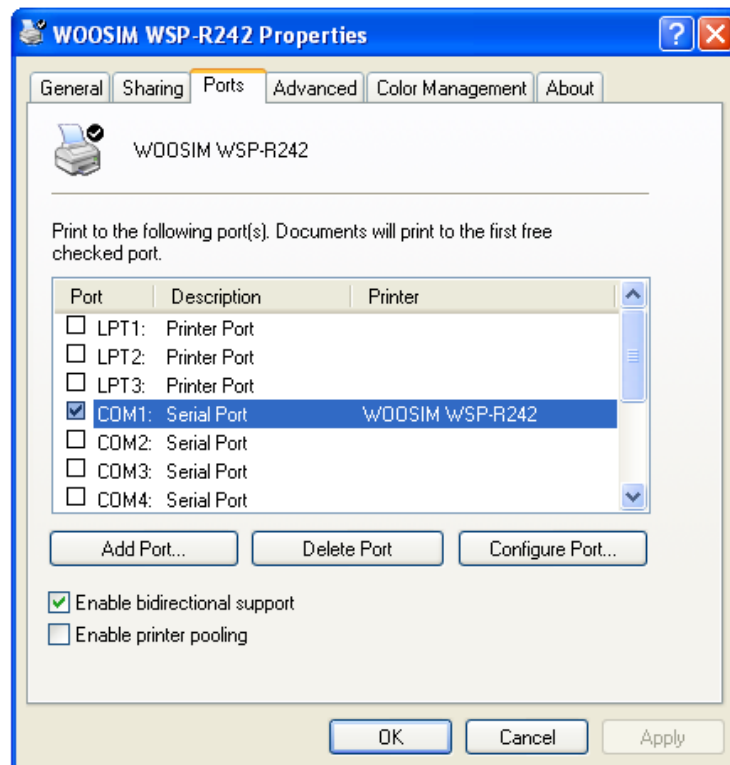 WOOSIM WSP-R242 Properties
General Sharing Ports Advanced Color Management About
WOOSIM WSP-R242
Print to the following port(s). Documents will print to the first free
checked port.
Port Description Printer
LPT1: Printer Port
LPT2: Printer Port
LPT3: Printer Port
COM1: Serial Port WOOSIM WSP-R242
COM2: Serial Port
COM3: Serial Port
COM4: Serial Port
Add Port... Delete Port Configure Port...
Enable bidirectional support
Enable printer pooling
OK Cancel Apply